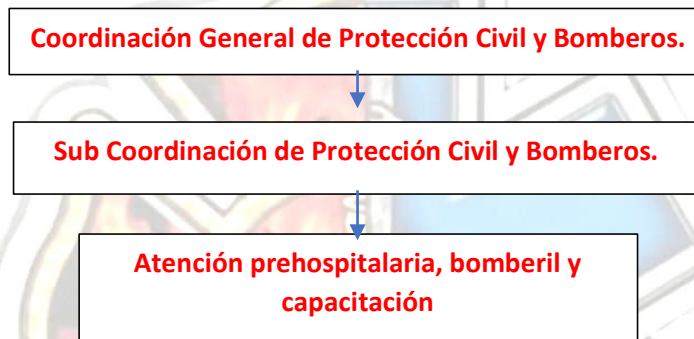 Coordinación General de Protección Civil y Bomberos.
Sub Coordinación de Protección Civil y Bomberos.
Atención prehospitalaria, bomberil y
capacitación